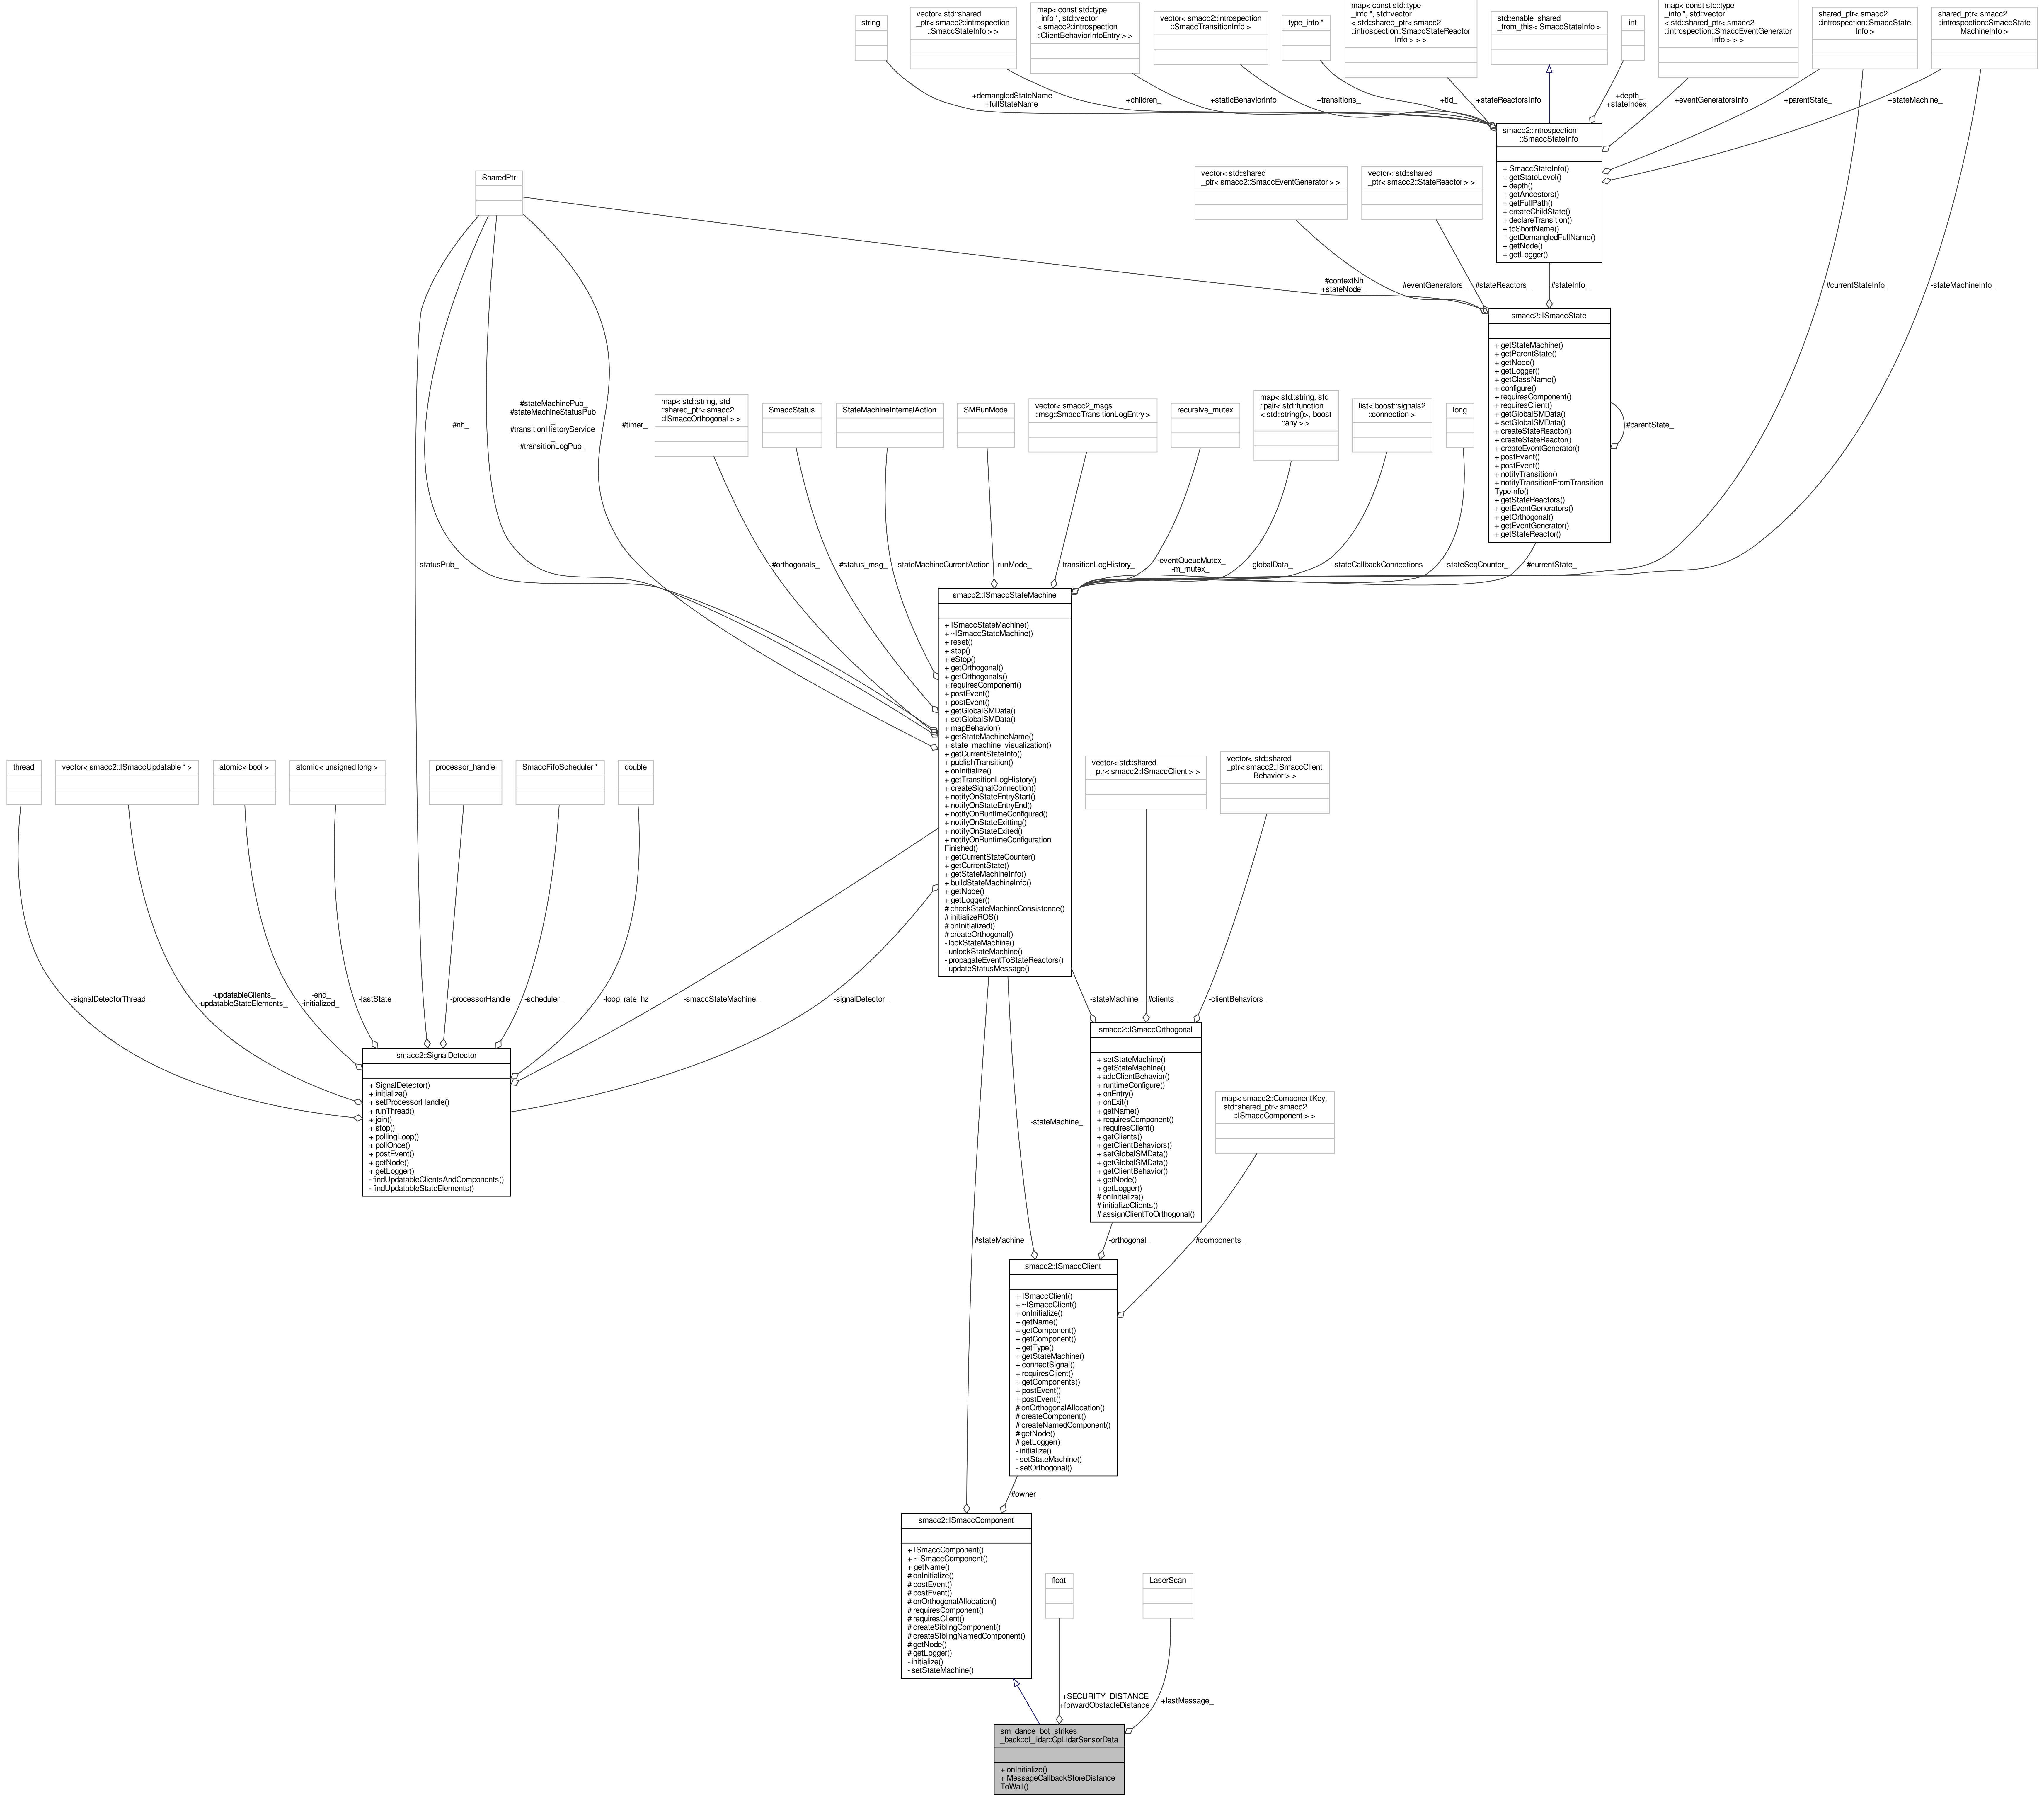 string
vector< std::shared
_ptr< smacc2::introspection
::SmaccStateInfo > >
map< const std::type
_info *, std::vector
< smacc2::introspection
::ClientBehaviorInfoEntry > >
vector< smacc2::introspection
::SmaccTransitionInfo >
type_info *
map< const std::type
_info *, std::vector
< std::shared_ptr< smacc2
::introspection::SmaccStateReactor
Info > > >
std::enable_shared
_from_this< SmaccStateInfo >
int
map< const std::type
_info *, std::vector
< std::shared_ptr< smacc2
::introspection::SmaccEventGenerator
Info > > >
shared_ptr< smacc2
::introspection::SmaccState
Info >
shared_ptr< smacc2
::introspection::SmaccState
MachineInfo >
+demangledStateName
+fullStateName
+children_
+staticBehaviorInfo
+transitions_
+tid_
+stateReactorsInfo
+depth_
+stateIndex_
+eventGeneratorsInfo
+parentState_
+stateMachine_
smacc2::introspection
::SmaccStateInfo
+ SmaccStateInfo()
+ getStateLevel()
+ depth()
+ getAncestors()
+ getFullPath()
+ createChildState()
+ declareTransition()
+ toShortName()
+ getDemangledFullName()
+ getNode()
+ getLogger()
SharedPtr
vector< std::shared
_ptr< smacc2::SmaccEventGenerator > >
vector< std::shared
_ptr< smacc2::StateReactor > >
#contextNh
+stateNode_
#eventGenerators_
#stateReactors_
#stateInfo_
#currentStateInfo_
-stateMachineInfo_
smacc2::ISmaccState
+ getStateMachine()
+ getParentState()
+ getNode()
+ getLogger()
+ getClassName()
+ configure()
+ requiresComponent()
+ requiresClient()
+ getGlobalSMData()
+ setGlobalSMData()
+ createStateReactor()
+ createStateReactor()
+ createEventGenerator()
+ postEvent()
+ postEvent()
+ notifyTransition()
+ notifyTransitionFromTransition
TypeInfo()
+ getStateReactors()
+ getEventGenerators()
+ getOrthogonal()
+ getEventGenerator()
+ getStateReactor()
#parentState_
#nh_
#stateMachinePub_
#stateMachineStatusPub
_
#transitionHistoryService
_
#transitionLogPub_
#timer_
map< std::string, std
::shared_ptr< smacc2
::ISmaccOrthogonal > >
SmaccStatus
StateMachineInternalAction
SMRunMode
vector< smacc2_msgs
::msg::SmaccTransitionLogEntry >
recursive_mutex
map< std::string, std
::pair< std::function
< std::string()>, boost
::any > >
list< boost::signals2
::connection >
long
-statusPub_
#orthogonals_
#status_msg_
-stateMachineCurrentAction
-runMode_
-transitionLogHistory_
-eventQueueMutex_
-m_mutex_
-globalData_
-stateCallbackConnections
-stateSeqCounter_
#currentState_
smacc2::ISmaccStateMachine
+ ISmaccStateMachine()
+ ~ISmaccStateMachine()
+ reset()
+ stop()
+ eStop()
+ getOrthogonal()
+ getOrthogonals()
+ requiresComponent()
+ postEvent()
+ postEvent()
+ getGlobalSMData()
+ setGlobalSMData()
+ mapBehavior()
+ getStateMachineName()
+ state_machine_visualization()
+ getCurrentStateInfo()
+ publishTransition()
+ onInitialize()
+ getTransitionLogHistory()
+ createSignalConnection()
+ notifyOnStateEntryStart()
+ notifyOnStateEntryEnd()
+ notifyOnRuntimeConfigured()
+ notifyOnStateExitting()
+ notifyOnStateExited()
+ notifyOnRuntimeConfiguration
Finished()
+ getCurrentStateCounter()
+ getCurrentState()
+ getStateMachineInfo()
+ buildStateMachineInfo()
+ getNode()
+ getLogger()
# checkStateMachineConsistence()
# initializeROS()
# onInitialized()
# createOrthogonal()
- lockStateMachine()
- unlockStateMachine()
- propagateEventToStateReactors()
- updateStatusMessage()
thread
vector< smacc2::ISmaccUpdatable * >
atomic< bool >
atomic< unsigned long >
processor_handle
SmaccFifoScheduler *
double
vector< std::shared
_ptr< smacc2::ISmaccClient > >
vector< std::shared
_ptr< smacc2::ISmaccClient
Behavior > >
-signalDetectorThread_
-updatableClients_
-updatableStateElements_
-end_
-initialized_
-lastState_
-processorHandle_
-scheduler_
-loop_rate_hz
-smaccStateMachine_
-signalDetector_
-stateMachine_
#clients_
-clientBehaviors_
smacc2::SignalDetector
+ SignalDetector()
+ initialize()
+ setProcessorHandle()
+ runThread()
+ join()
+ stop()
+ pollingLoop()
+ pollOnce()
+ postEvent()
+ getNode()
+ getLogger()
- findUpdatableClientsAndComponents()
- findUpdatableStateElements()
smacc2::ISmaccOrthogonal
+ setStateMachine()
+ getStateMachine()
+ addClientBehavior()
+ runtimeConfigure()
+ onEntry()
+ onExit()
+ getName()
+ requiresComponent()
+ requiresClient()
+ getClients()
+ getClientBehaviors()
+ setGlobalSMData()
+ getGlobalSMData()
+ getClientBehavior()
+ getNode()
+ getLogger()
# onInitialize()
# initializeClients()
# assignClientToOrthogonal()
map< smacc2::ComponentKey,
std::shared_ptr< smacc2
::ISmaccComponent > >
-stateMachine_
#stateMachine_
-orthogonal_
#components_
smacc2::ISmaccClient
+ ISmaccClient()
+ ~ISmaccClient()
+ onInitialize()
+ getName()
+ getComponent()
+ getComponent()
+ getType()
+ getStateMachine()
+ connectSignal()
+ requiresClient()
+ getComponents()
+ postEvent()
+ postEvent()
# onOrthogonalAllocation()
# createComponent()
# createNamedComponent()
# getNode()
# getLogger()
- initialize()
- setStateMachine()
- setOrthogonal()
#owner_
smacc2::ISmaccComponent
+ ISmaccComponent()
+ ~ISmaccComponent()
+ getName()
# onInitialize()
# postEvent()
# postEvent()
# onOrthogonalAllocation()
# requiresComponent()
# requiresClient()
# createSiblingComponent()
# createSiblingNamedComponent()
# getNode()
# getLogger()
- initialize()
- setStateMachine()
float
LaserScan
+SECURITY_DISTANCE
+forwardObstacleDistance
+lastMessage_
sm_dance_bot_strikes
_back::cl_lidar::CpLidarSensorData
+ onInitialize()
+ MessageCallbackStoreDistance
ToWall()